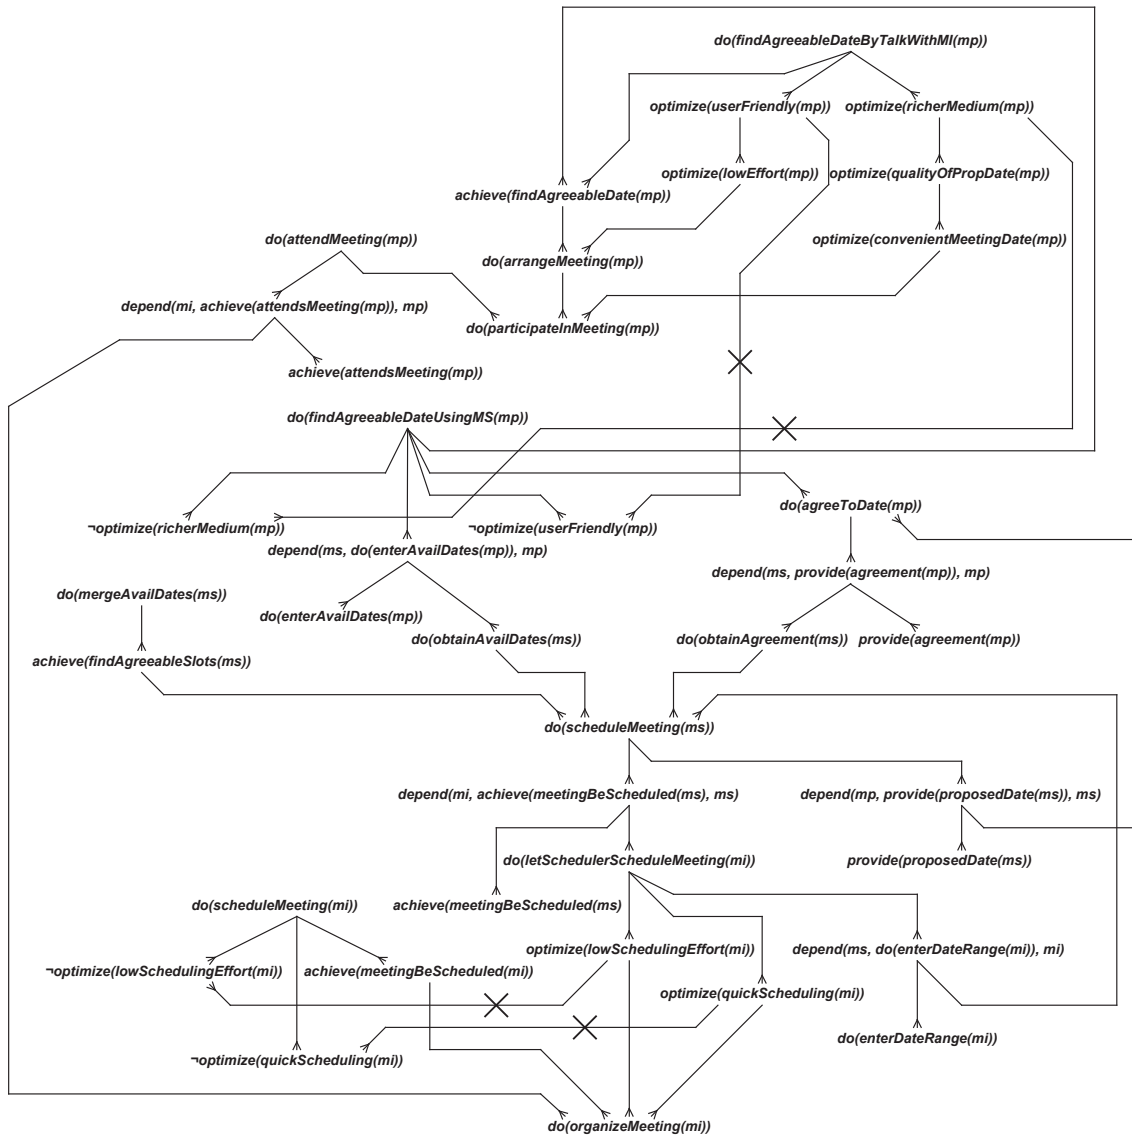 do(findAgreeableDateByTalkWithMI(mp))
optimize(userFriendly(mp))
optimize(richerMedium(mp))
optimize(lowEffort(mp))
optimize(qualityOfPropDate(mp))
achieve(findAgreeableDate(mp))
do(attendMeeting(mp))
optimize(convenientMeetingDate(mp))
do(arrangeMeeting(mp))
depend(mi, achieve(attendsMeeting(mp)), mp)
do(participateInMeeting(mp))
achieve(attendsMeeting(mp))
do(findAgreeableDateUsingMS(mp))
do(agreeToDate(mp))
¬optimize(richerMedium(mp))
¬optimize(userFriendly(mp))
depend(ms, do(enterAvailDates(mp)), mp)
depend(ms, provide(agreement(mp)), mp)
do(mergeAvailDates(ms))
do(enterAvailDates(mp))
do(obtainAvailDates(ms))
do(obtainAgreement(ms))
provide(agreement(mp))
achieve(findAgreeableSlots(ms))
do(scheduleMeeting(ms))
depend(mi, achieve(meetingBeScheduled(ms), ms)
depend(mp, provide(proposedDate(ms)), ms)
do(letSchedulerScheduleMeeting(mi))
provide(proposedDate(ms))
do(scheduleMeeting(mi))
achieve(meetingBeScheduled(ms)
optimize(lowSchedulingEffort(mi))
depend(ms, do(enterDateRange(mi)), mi)
¬optimize(lowSchedulingEffort(mi))
achieve(meetingBeScheduled(mi))
optimize(quickScheduling(mi))
do(enterDateRange(mi))
¬optimize(quickScheduling(mi))
do(organizeMeeting(mi))